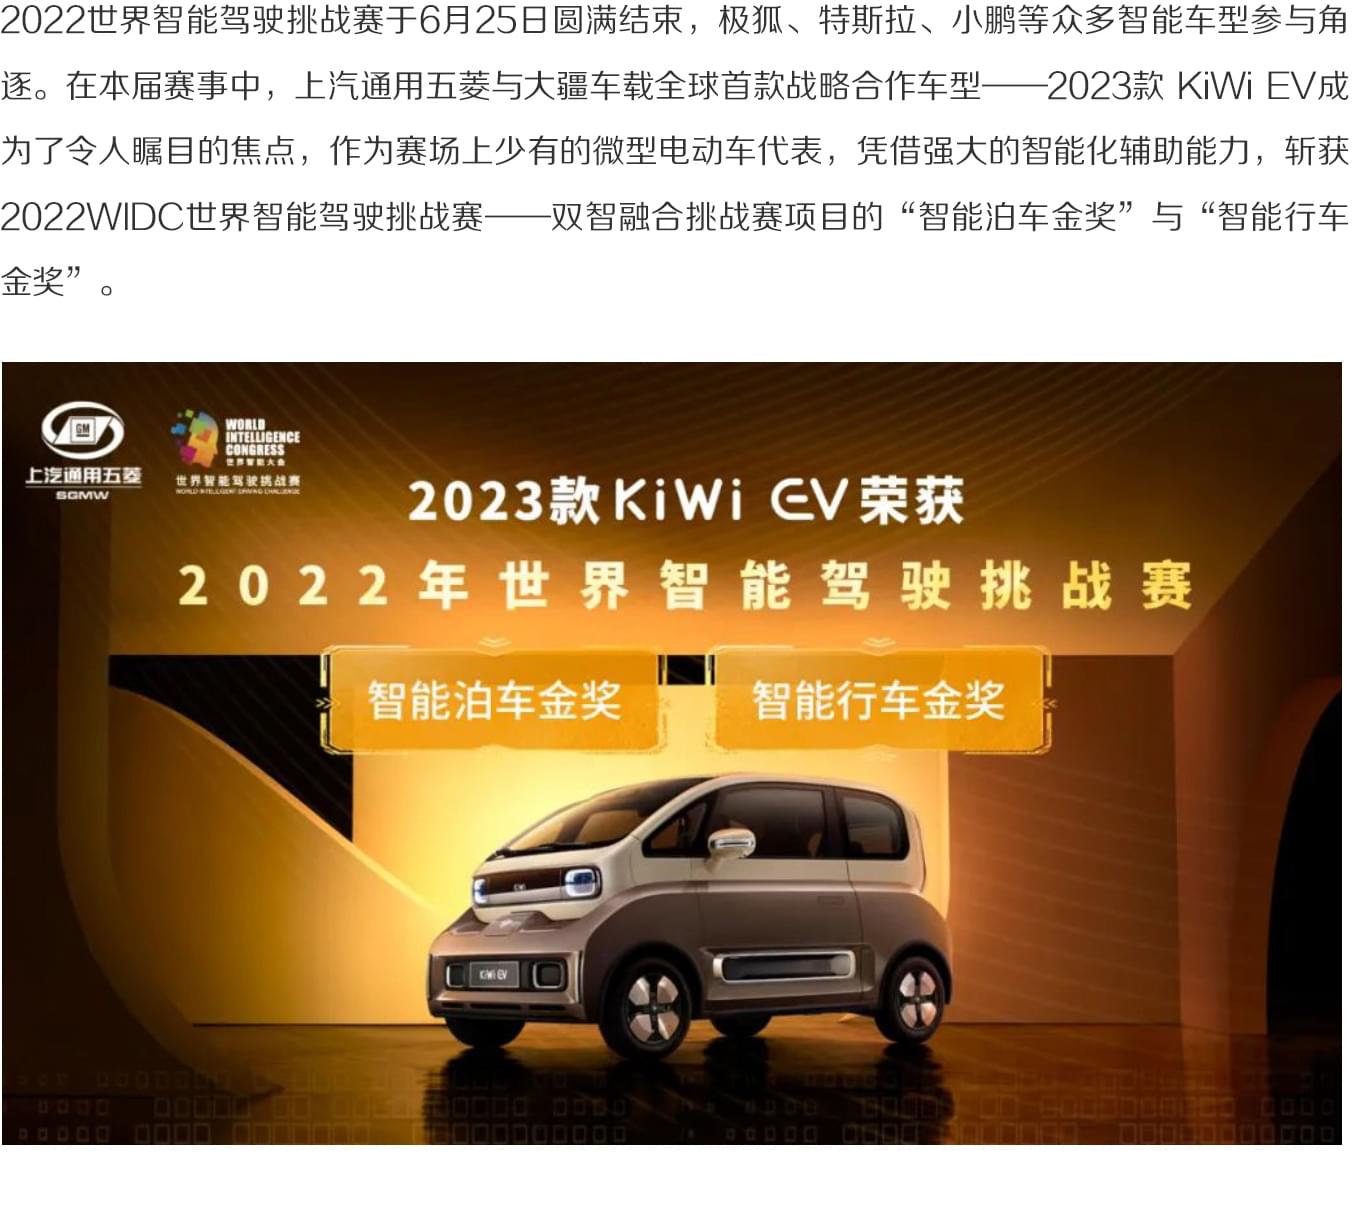 2022世界智能驾驶挑战赛于6月25日圆满结束，极狐、特斯拉、小鹏等众多智能车型参与角
逐。在本届赛事中，上汽通用五菱与大疆车载全球首款战略合作车型——2023款 KiWi EV成
为了令人瞩目的焦点，作为赛场上少有的微型电动车代表，凭借强大的智能化辅助能力，斩获
2022WIDC世界智能驾驶挑战赛——双智融合挑战赛项目的“智能泊车金奖”与“智能行车
金奖”。
GM
上汽通用五菱
SGMW
WORLD
INTELLIGENCE
CONGRESS
世界智能大会
世界智能驾驶挑战赛
WORLD INTELLIGENT DRIVING CHALLENGE
2023款KiWi EV荣获
2022年世界智能驾驶挑战赛
智能泊车金奖
智能行车金奖
KiWi EV